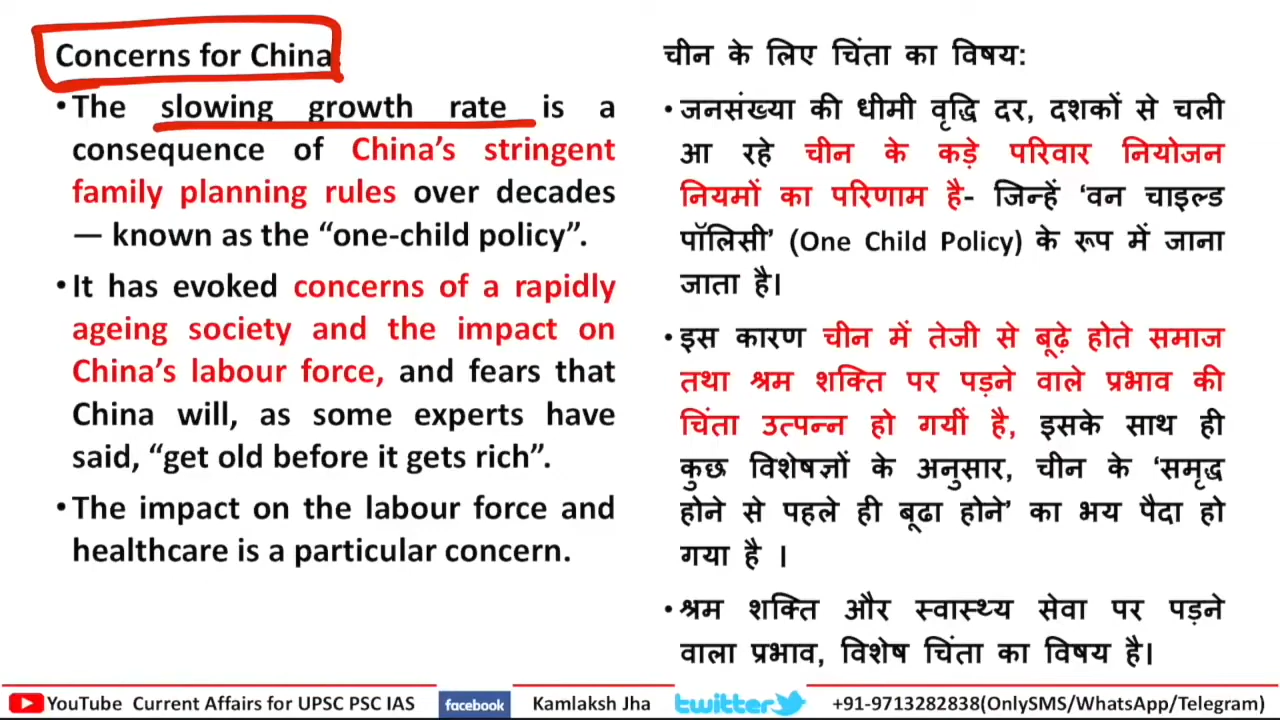 Concerns for China
• The slowing growth rate is a
consequence of China's stringent
family planning rules over decades
— known as the "one-child policy".
• It has evoked concerns of a rapidly
ageing society and the impact on
China's labour force, and fears that
China will, as some experts have
said, "get old before it gets rich".
• The impact on the labour force and
healthcare is a particular concern.
चीन के लिए चिंता का विषय:
• जनसंख्या की धीमी वृद्धि दर, दशकों से चली
आ रहे चीन के कड़े परिवार नियोजन
नियमों का परिणाम है- जिन्हें 'वन चाइल्ड
पॉलिसी' (One Child Policy) के रूप में जाना
जाता है।
• इस कारण चीन में तेजी से बूढ़े होते समाज
तथा श्रम शक्ति पर पड़ने वाले प्रभाव की
चिंता उत्पन्न हो गयीं है, इसके साथ ही
कुछ विशेषज्ञों के अनुसार, चीन के 'समृद्ध
होने से पहले ही बूढा होने' का भय पैदा हो
गया है ।
• श्रम शक्ति और स्वास्थ्य सेवा पर पड़ने
वाला प्रभाव, विशेष चिंता का विषय है।
YouTube Current Affairs for UPSC PSC IAS facebook Kamlaksh Jha twitter +91-9713282838(OnlySMS/WhatsApp/Telegram)